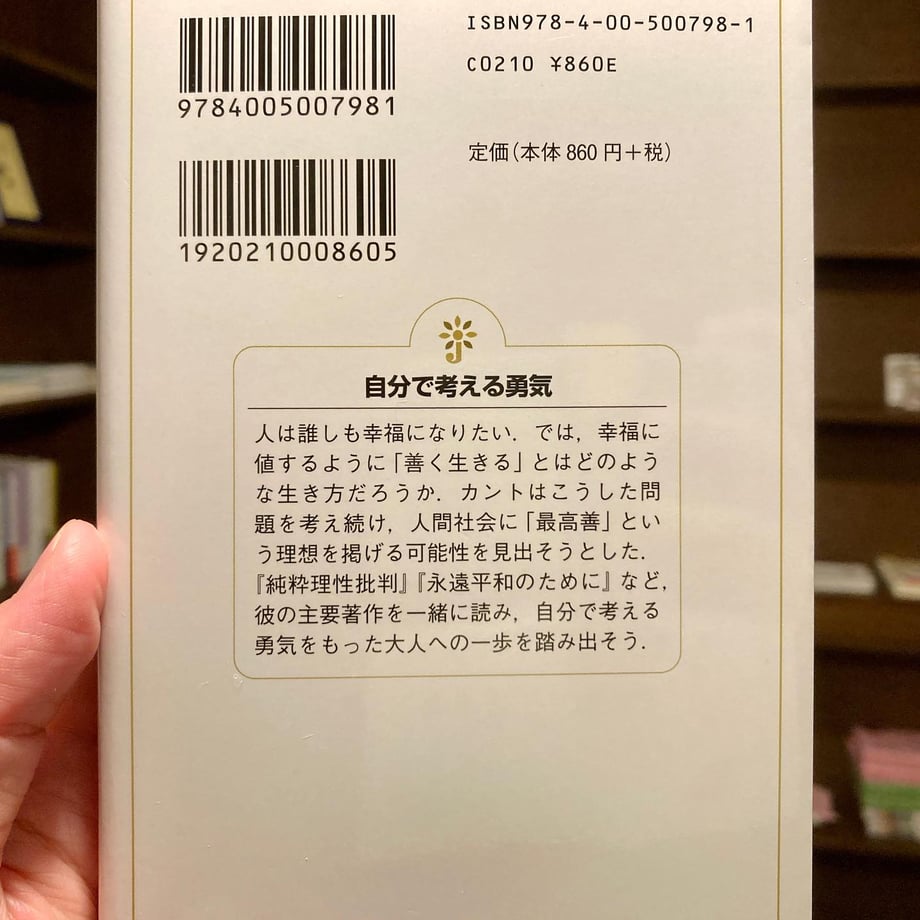 ISBN978-4-00-500798-1
9784005007981
C0210 ¥860E
定価(本体 860 円+税)
1920210008605
自分で考える勇気
人は誰しも幸福になりたい．では，幸福に
値するように「善く生きる」とはどのよう
な生き方だろうか．カントはこうした問
題を考え続け，人間社会に「最高善」とい
う理想を掲げる可能性を見出そうとした．
『純粋理性批判』『永遠平和のために』など，
彼の主要著作を一緒に読み，自分で考える
勇気をもった大人への一歩を踏み出そう．